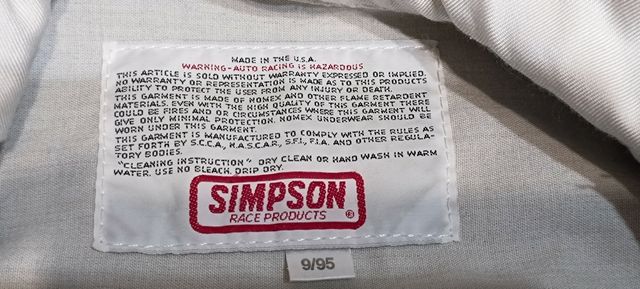 MADE IN THE U.S.A.
WARNING-AUTO RACING IS HAZARDOUS
THIS ARTICLE IS SOLD WITHOUT WARRANTY EXPRESSED OR IMPLIED.
NO WARRANTY OR REPRESENTATION IS MADE AS TO THIS PRODUCTS
ABILITY TO PROTECT THE USER FROM ANY INJURY OR DEATH.
THIS GARMENT IS MADE OF NOMEX AND OTHER FLAME RETARDENT
MATERIALS. EVEN WITH THE HIGH QUALITY OF THIS GARMENT THERE
COULD BE FIRES AND OR CIRCUMSTANCES WHERE THIS GARMENT WILL
GIVE ONLY MINIMAL PROTECTION. NOMEX UNDERWEAR SHOULD BE
WORN UNDER THIS GARMENT.
THIS GARMENT IS MANUFACTURED TO COMPLY WITH THE RULES AS
SET FORTH BY S.C.C.A., N.A.S.C.A.R., S.F.I., F.I.A. AND OTHER REGULA-
TORY BODIES.
"CLEANING INSTRUCTION" DRY CLEAN OR HAND WASH IN WARM
WATER. USE NO BLEACH. DRIP DRY.
SIMPSON
RACE PRODUCTS ®
9/95